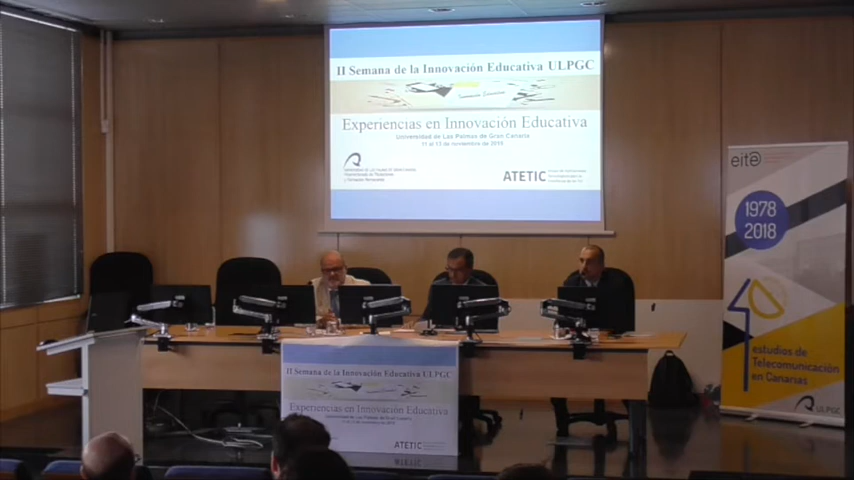 II Semana de la Innovación Educativa ULPGC
Experiencias en Innovación Educativa
Universidad de Las Palmas de Gran Canaria
ATETIC
eit@
1978
2018
40
estudios de
Telecomunicación
en Canarias
ULPGC
II Semana de la Innovación Educativa ULPGC
Experiencias en Innovación Educativa
ATETIC